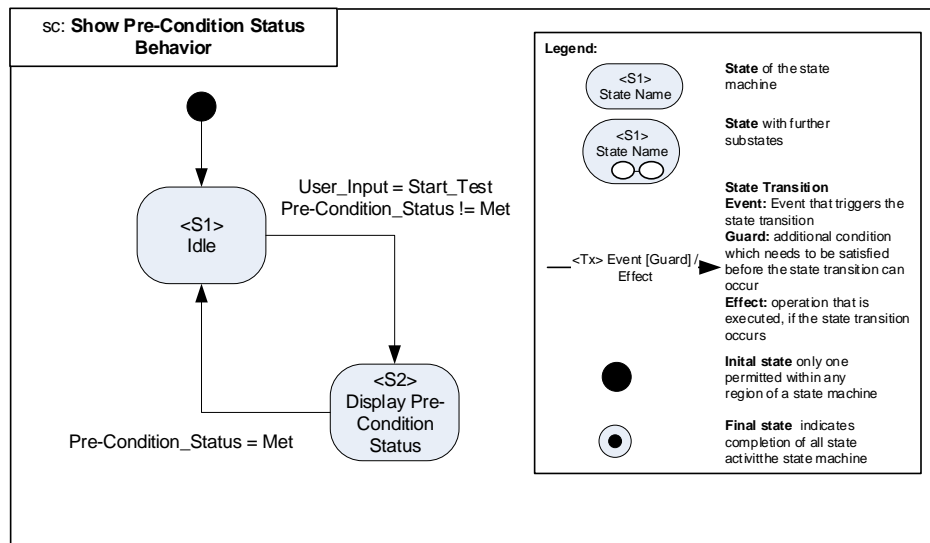 sc: Show Pre-Condition Status
Behavior
User_Input = Start_Test
Pre-Condition_Status != Met
<S1>
Idle
<S2>
Display Pre-
Condition
Status
Pre-Condition_Status = Met
Legend:
<S1>
State Name
State of the state
machine
<S1>
State Name
State with further
substates
<Tx> Event [Guard] /
Effect
State Transition
Event: Event that triggers the
state transition
Guard: additional condition
which needs to be satisfied
before the state transition can
occur
Effect: operation that is
executed, if the state transition
occurs
Inital state only one
permitted within any
region of a state machine
Final state indicates
completion of all state
activitthe state machine